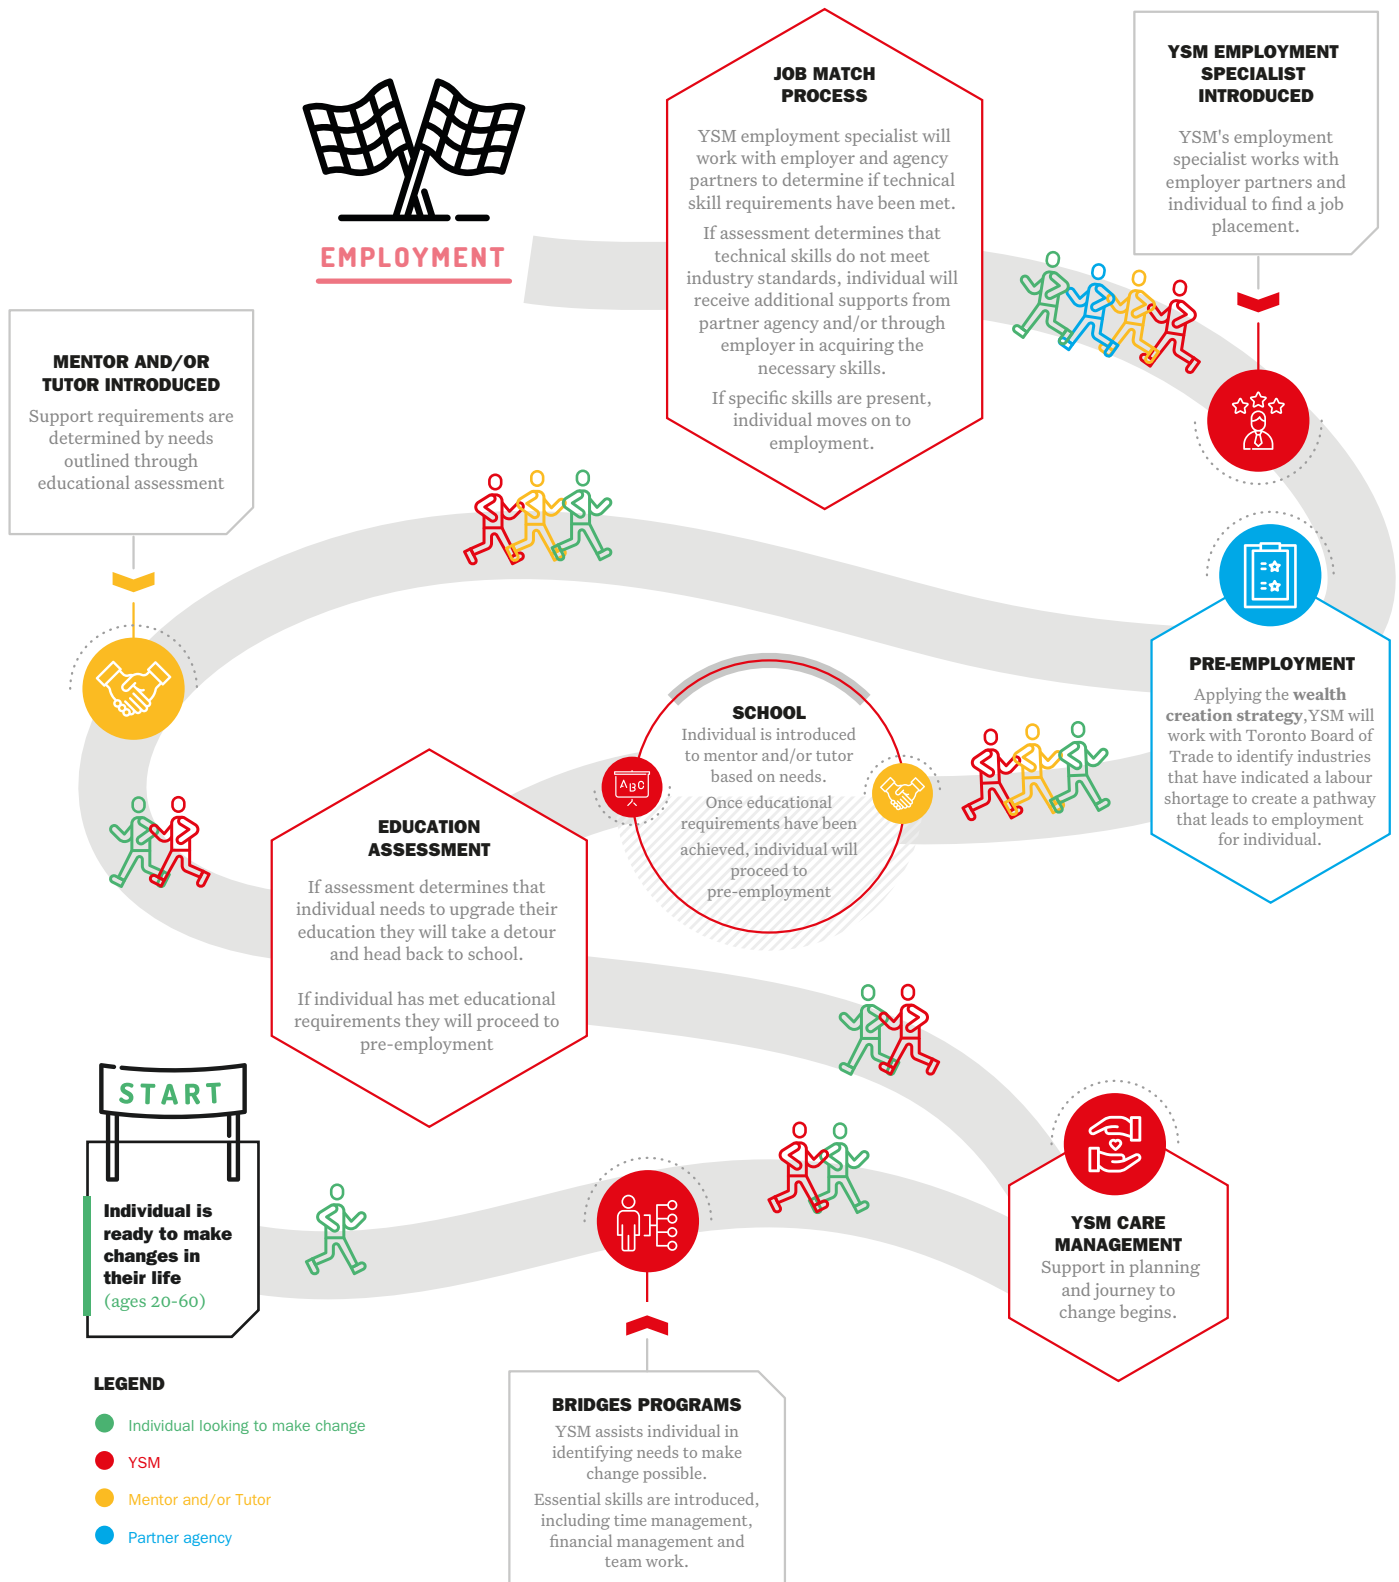 JOB MATCH
PROCESS
YSM employment specialist will
work with employer and agency
partners to determine if technical
skill requirements have been met.
If assessment determines that
technical skills do not meet
industry standards, individual will
receive additional supports from
partner agency and/or through
employer in acquiring the
necessary skills.
If specific skills are present,
individual moves on to
employment.
YSM EMPLOYMENT
SPECIALIST
INTRODUCED
YSM's employment
specialist works with
employer partners and
individual to find a job
placement.
EMPLOYMENT
MENTOR AND/OR
TUTOR INTRODUCED
Support requirements are
determined by needs
outlined through
educational assessment
PRE-EMPLOYMENT
Applying the wealth
creation strategy,YSM will
work with Toronto Board of
Trade to identify industries
that have indicated a labour
shortage to create a pathway
that leads to employment
for individual.
SCHOOL
Individual is introduced
to mentor and/or tutor
based on needs.
Once educational
requirements have been
achieved, individual will
proceed to
pre-employment
ABC
EDUCATION
ASSESSMENT
If assessment determines that
individual needs to upgrade their
education they will take a detour
and head back to school.
If individual has met educational
requirements they will proceed to
pre-employment
START
Individual is
ready to make
changes in
their life
(ages 20-60)
YSM CARE
MANAGEMENT
Support in planning
and journey to
change begins.
LEGEND
Individual looking to make change
YSM
Mentor and/or Tutor
Partner agency
BRIDGES PROGRAMS
YSM assists individual in
identifying needs to make
change possible.
Essential skills are introduced,
including time management,
financial management and
team work.